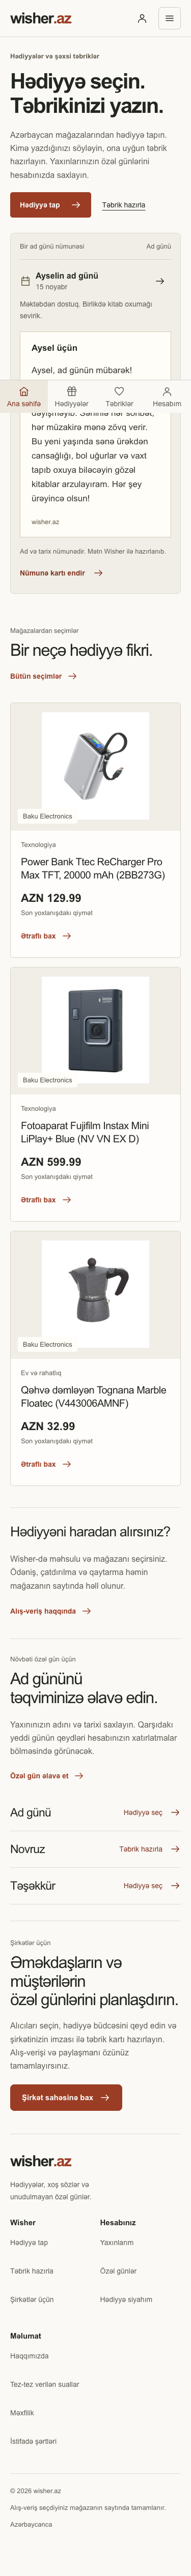 wisher.az
Hədiyyələr və şəxsi təbriklər
Hədiyyə seçin.
Təbrikinizi yazın.
Azərbaycan mağazalarından hədiyyə tapın.
Kimə yazdığınızı söyləyin, ona uyğun təbrik
hazırlayın. Yaxınlarınızın özəl günlərini
hesabınızda saxlayın.
Hədiyyə tap
Təbrik hazırla
Bir ad günü nümunəsi
Ad günü
Ayselin ad günü
15 noyabr
Məktəbdən dostuq. Birlikdə kitab oxumağı
sevirik.
Aysel üçün
Aysel, ad günün mübarək!
Ana səhifə
Hədiyyələr
Təbriklər
Hesabım
bir müzakirə mənə zövq verir.
Bu yeni yaşında sənə ürəkdən
cansağlığı, bol uğurlar və vaxt
tapıb oxuya biləcəyin gözəl
kitablar arzulayıram. Hər şey
ürəyincə olsun!
wisher.az
Ad və tarix nümunədir. Mətn Wisher ilə hazırlanıb.
Nümunə kartı endir
Mağazalardan seçimlər
Bir neçə hədiyyə fikri.
Bütün seçimlər
Baku Electronics
Texnologiya
Power Bank Ttec ReCharger Pro
Max TFT, 20000 mAh (2BB273G)
AZN 129.99
Son yoxlanışdakı qiymət
Ətraflı bax
Baku Electronics
Texnologiya
Fotoaparat Fujifilm Instax Mini
LiPlay+ Blue (NV VN EX D)
AZN 599.99
Son yoxlanışdakı qiymət
Ətraflı bax
Baku Electronics
Ev və rahatlıq
Qəhvə dəmləyən Tognana Marble
Floatec (V443006AMNF)
AZN 32.99
Son yoxlanışdakı qiymət
Ətraflı bax
Hədiyyəni haradan alırsınız?
Wisher-də məhsulu və mağazanı seçirsiniz.
Ödəniş, çatdırılma və qaytarma həmin
mağazanın saytında həll olunur.
Alış-veriş haqqında
Növbəti özəl gün üçün
Ad gününü
təqviminizə əlavə edin.
Yaxınınızın adını və tarixi saxlayın. Qarşıdakı
yeddi günün qeydləri hesabınızın xatırlatmalar
bölməsində görünəcək.
Özəl gün əlavə et
Ad günü
Hədiyyə seç
Novruz
Təbrik hazırla
Təşəkkür
Hədiyyə seç
Şirkətlər üçün
Əməkdaşların və
müştərilərin
özəl günlərini planlaşdırın.
Alıcıları seçin, hədiyyə büdcəsini qeyd edin və
şirkətinizin imzası ilə təbrik kartı hazırlayın.
Alış-verişi və paylaşmanı özünüz
tamamlayırsınız.
Şirkət sahəsinə bax
wisher.az
Hədiyyələr, xoş sözlər və
unudulmayan özəl günlər.
Wisher
Hədiyyə tap
Təbrik hazırla
Şirkətlər üçün
Hesabınız
Yaxınlarım
Özəl günlər
Hədiyyə siyahım
Məlumat
Haqqımızda
Tez-tez verilən suallar
Məxfilik
İstifadə şərtləri
© 2026 wisher.az
Alış-veriş seçdiyiniz mağazanın saytında tamamlanır.
Azərbaycanca